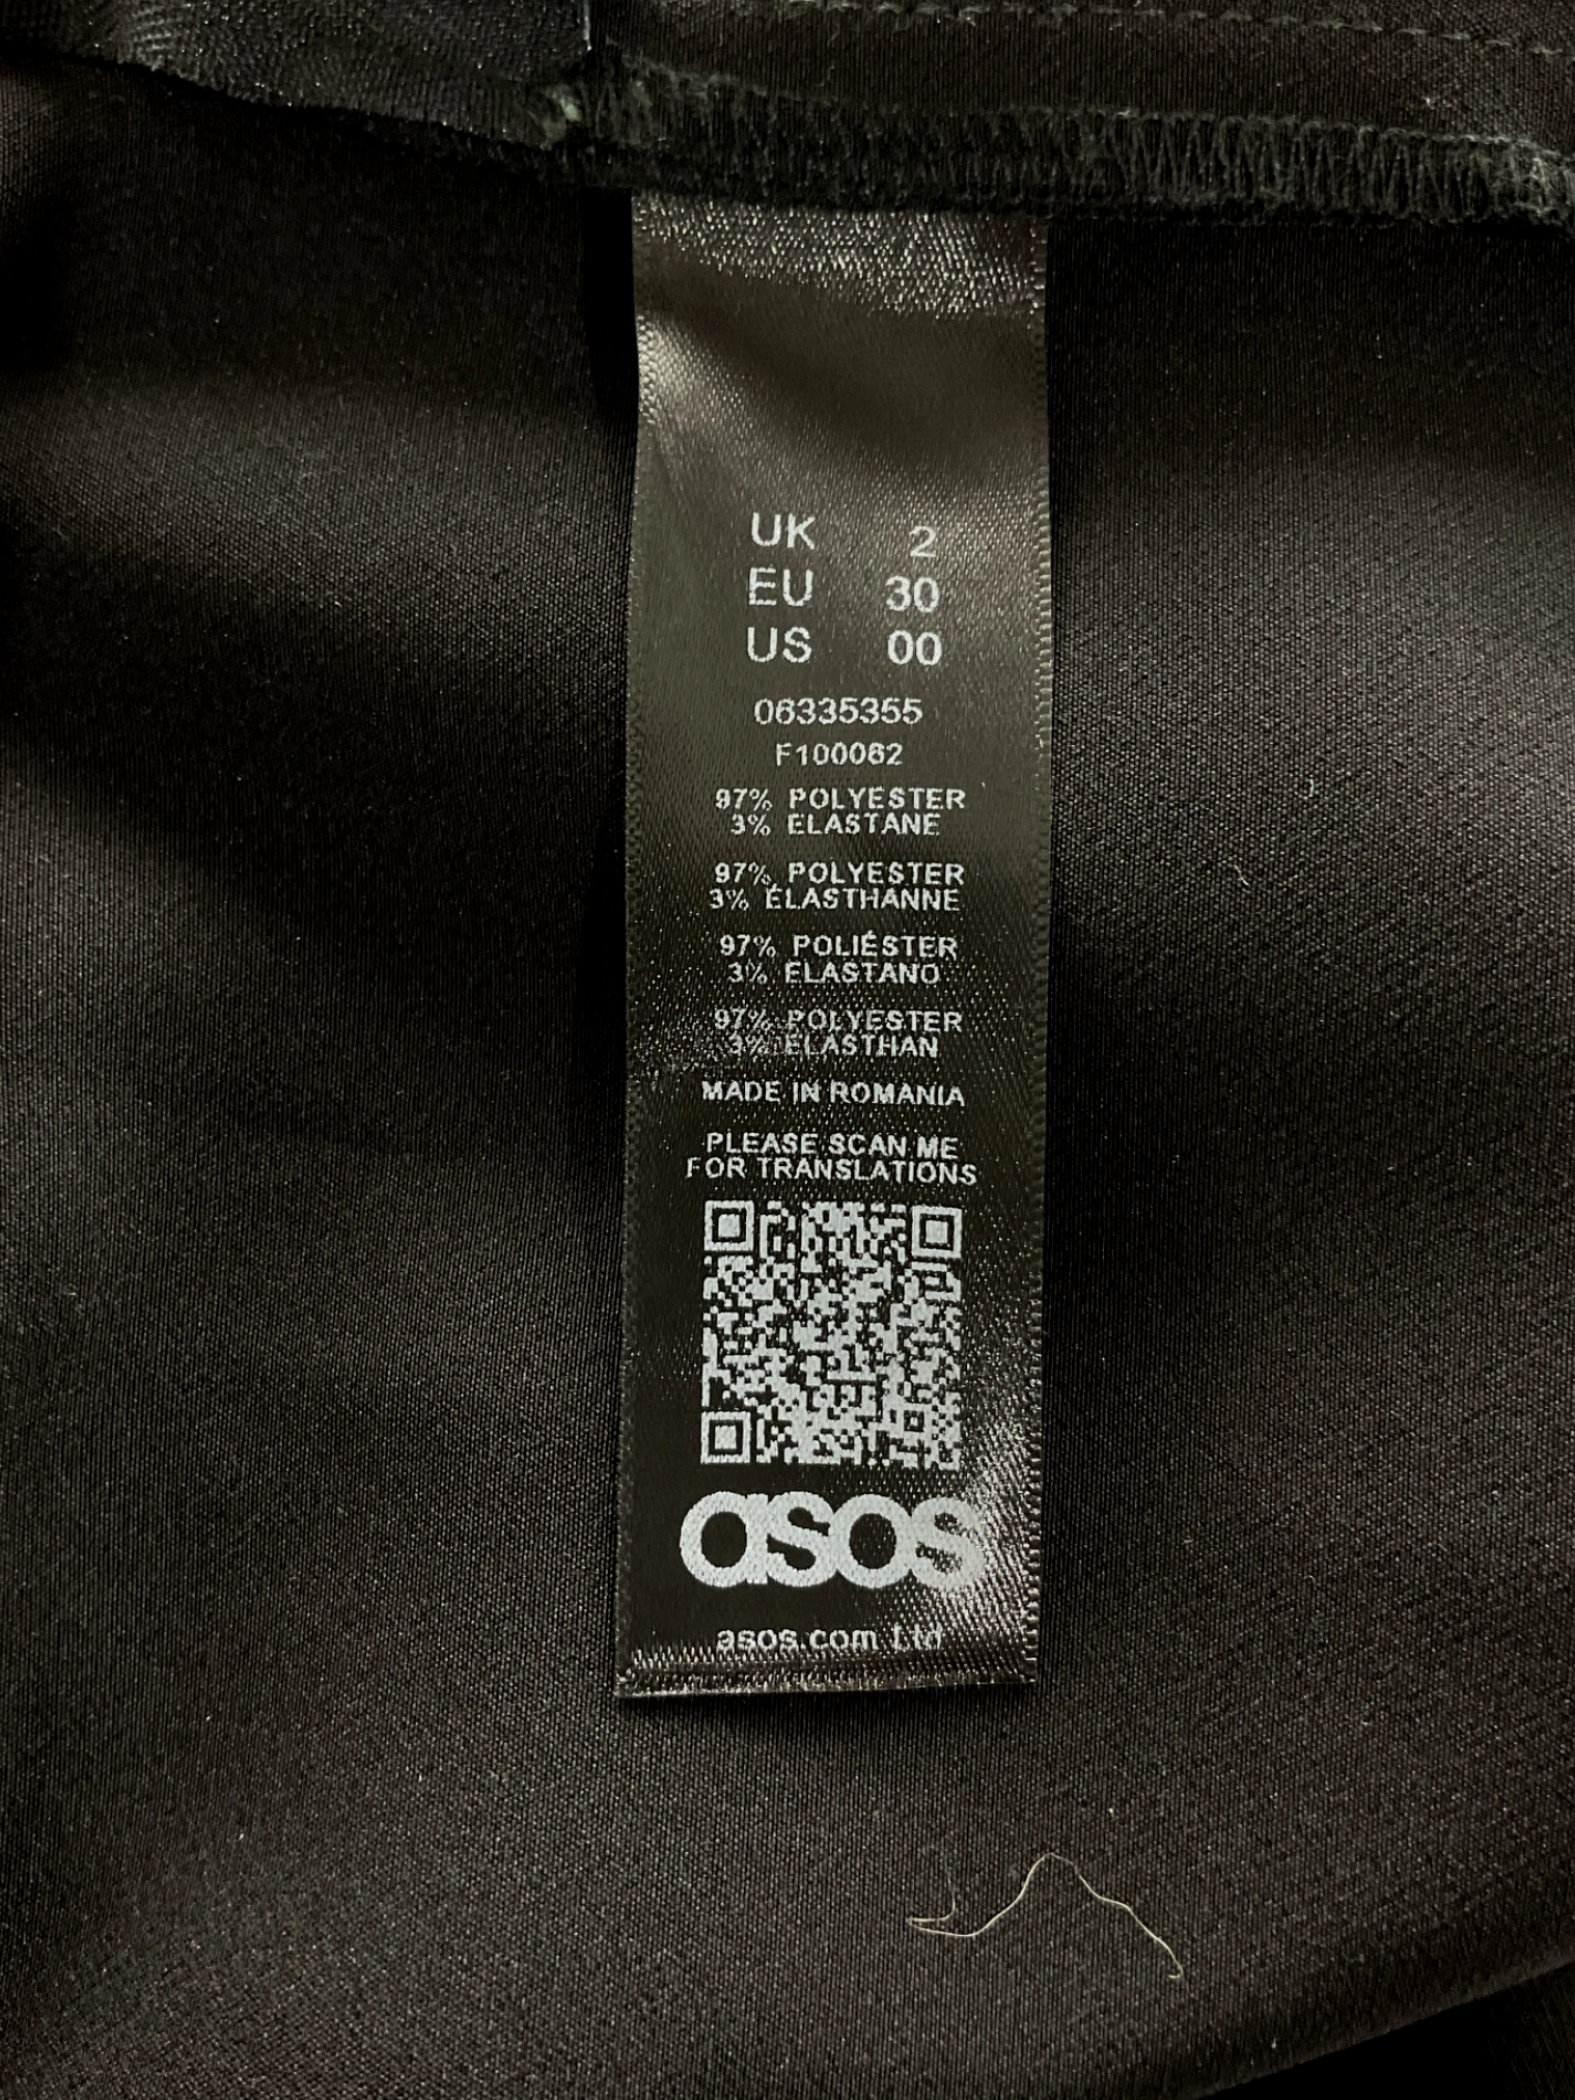 UK 2
EU 30
US 00
06335355
F100062
97% POLYESTER
3% ELASTANE
97% POLYESTER
3% ÉLASTHANNE
97% POLIÉSTER
3% ELASTANO
97% POLYESTER
3% ELASTHAN
MADE IN ROMANIA
PLEASE SCAN ME
FOR TRANSLATIONS
asos
asos.com Ltd